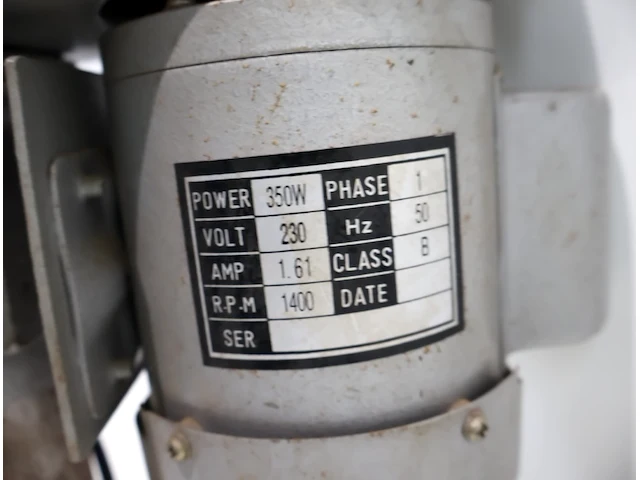 POWER 350W PHASE 1
VOLT 230 Hz 50
AMP 1.61 CLASS B
R·P·M 1400 DATE
SER